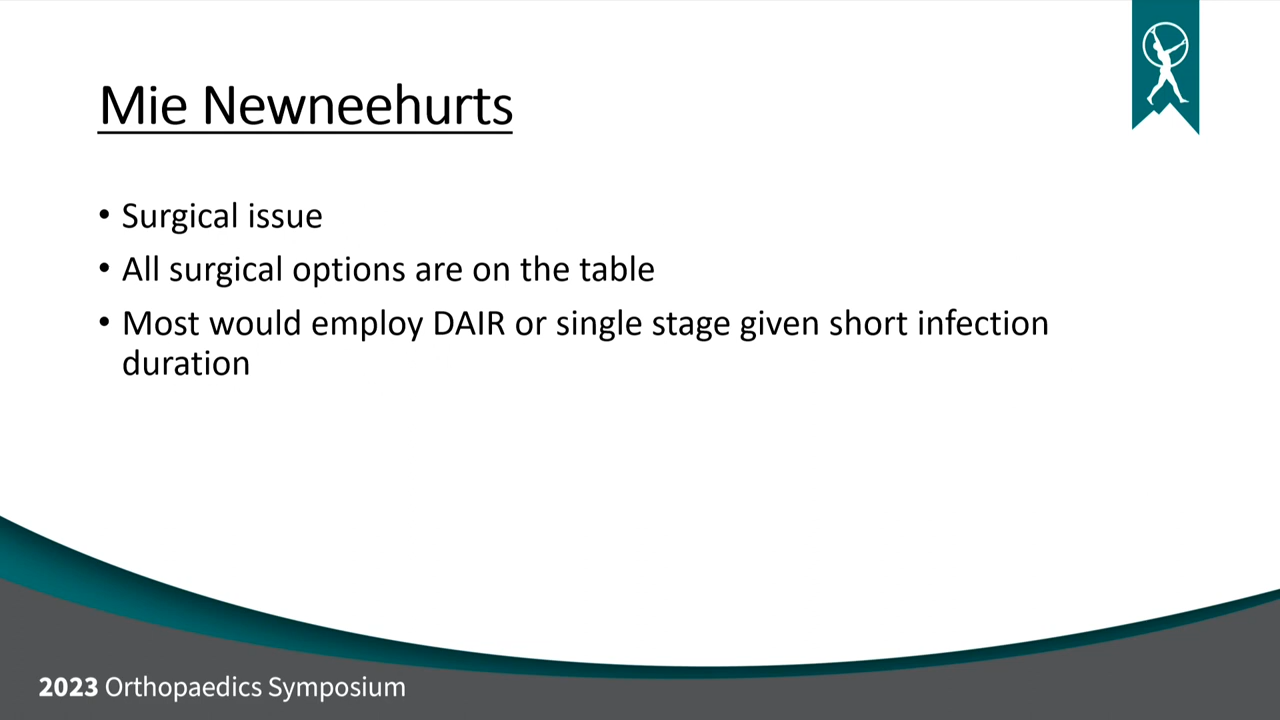 Mie Newneehurts
• Surgical issue
• All surgical options are on the table
• Most would employ DAIR or single stage given short infection
duration
2023 Orthopaedics Symposium